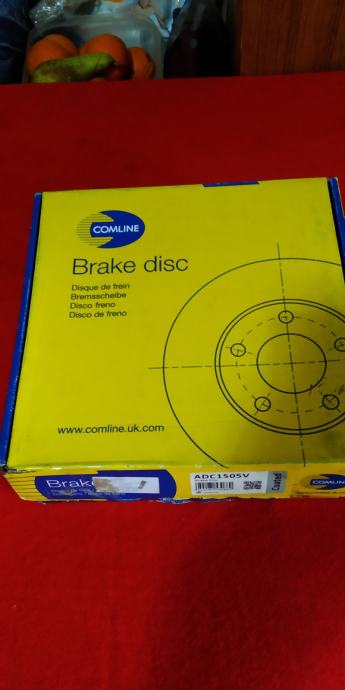 COMLINE
Brake disc
Disque de frein
Bremsscheibe
Disco freno
Disco de freno
www.comline.uk.com
ADC1505V
Coated
COMLINE